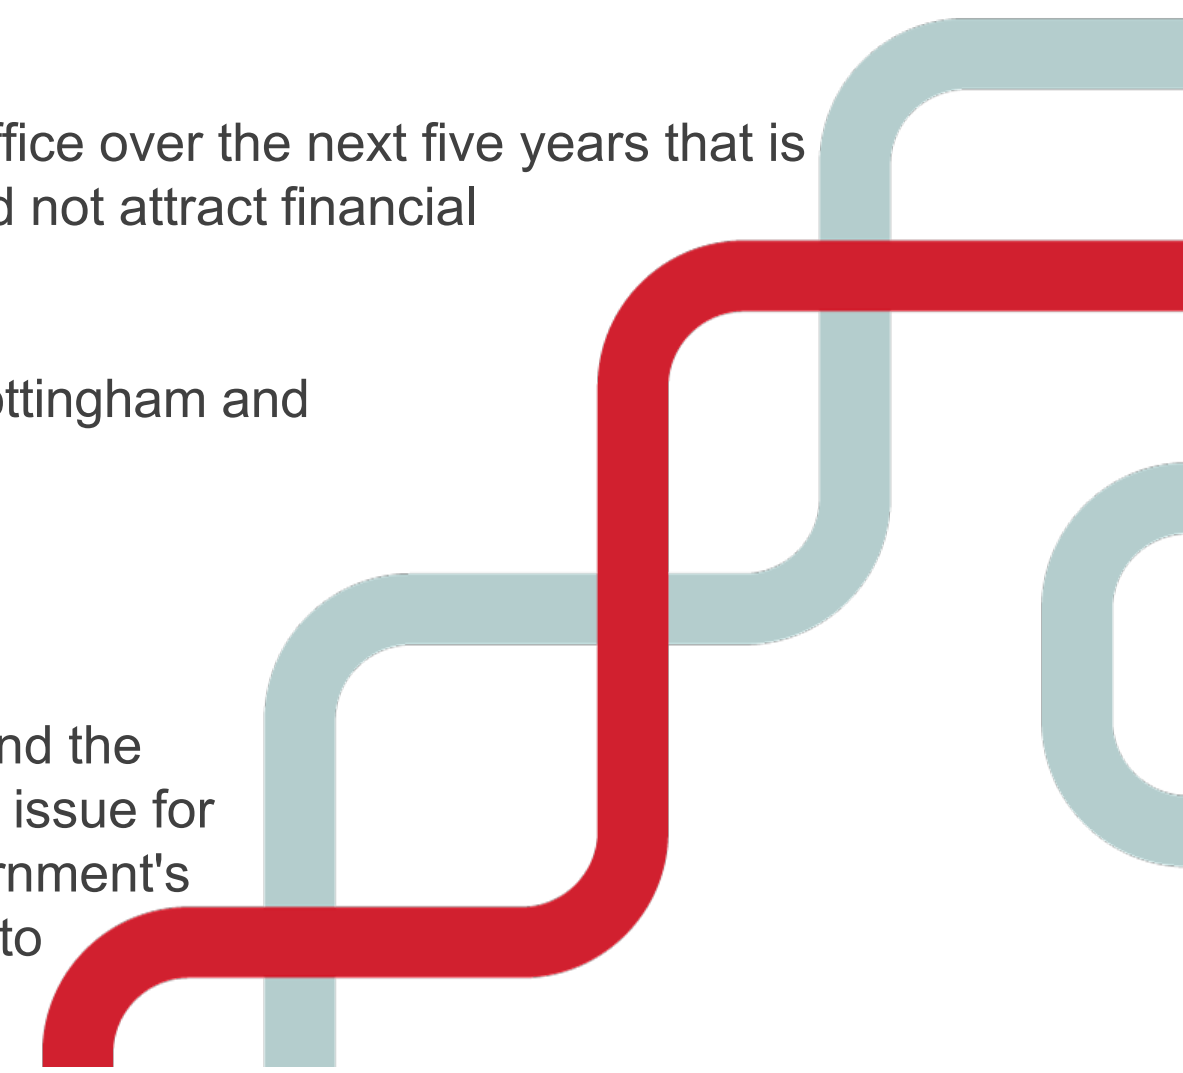 ffice over the next five years that is
d not attract financial
ottingham and
nd the
issue for
rnment's
to